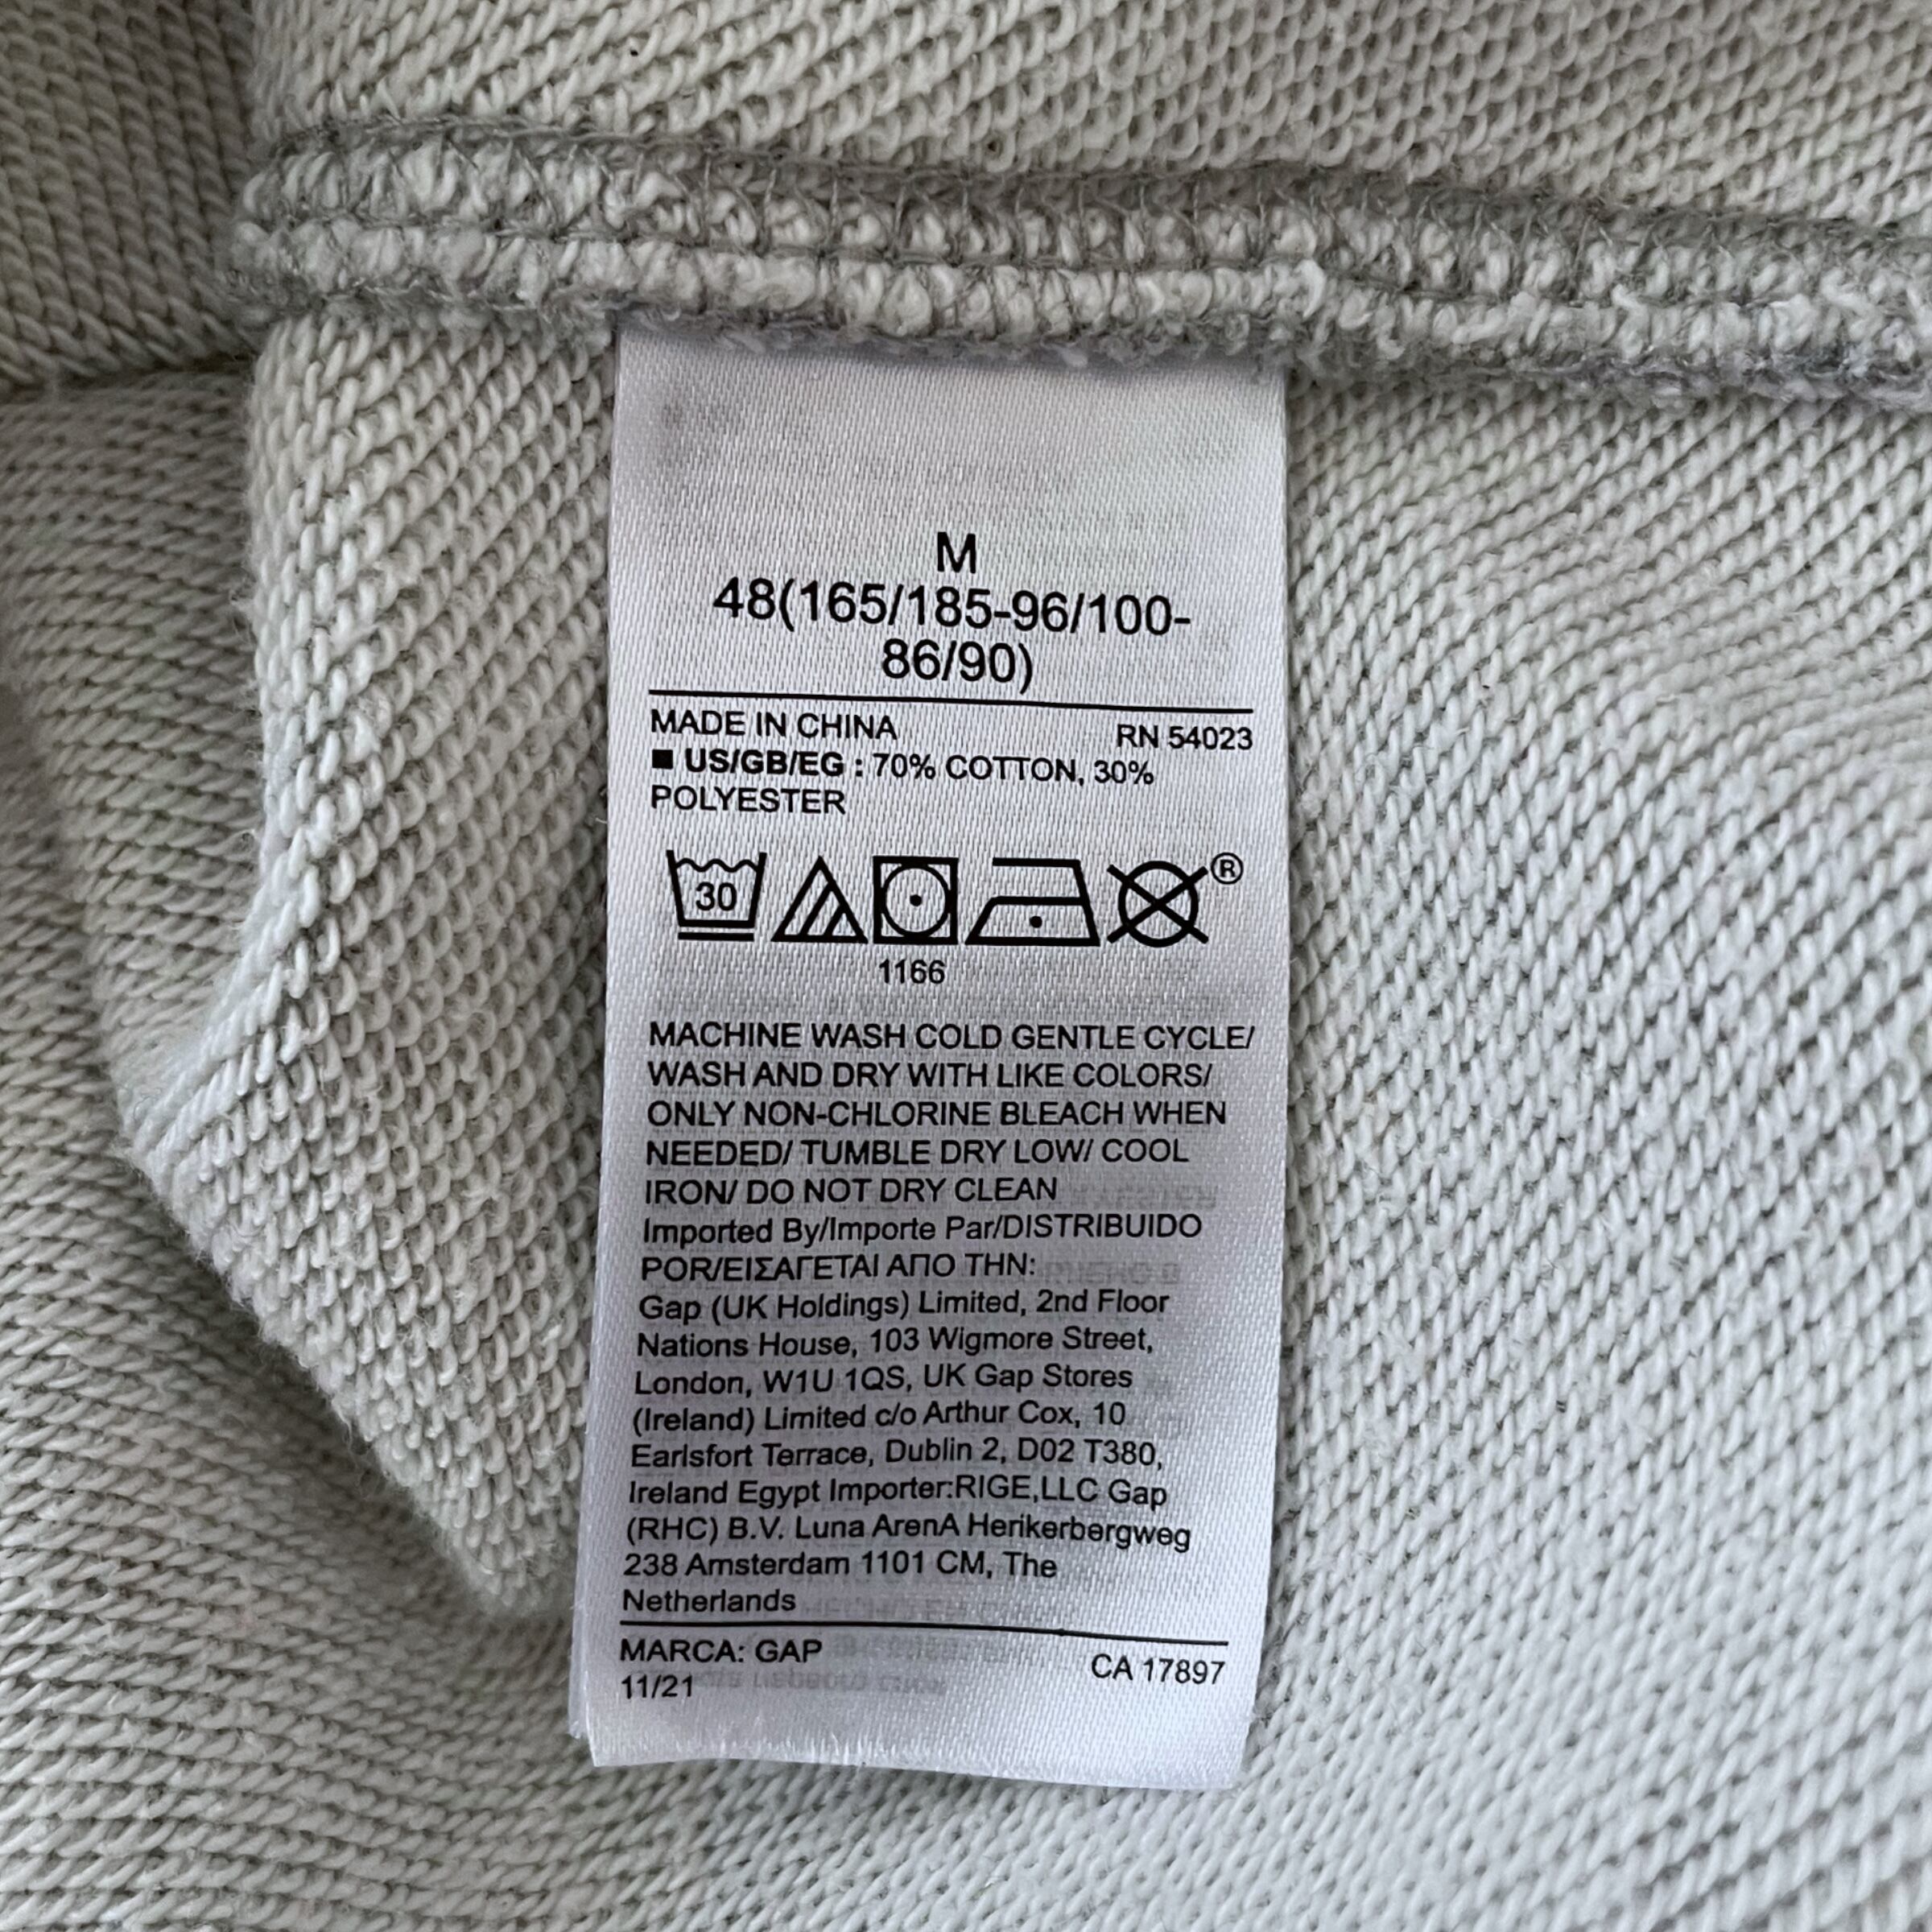 M
48(165/185-96/100-
86/90)
MADE IN CHINA RN 54023
■ US/GB/EG : 70% COTTON, 30%
POLYESTER
30 ®
1166
MACHINE WASH COLD GENTLE CYCLE/
WASH AND DRY WITH LIKE COLORS/
ONLY NON-CHLORINE BLEACH WHEN
NEEDED/ TUMBLE DRY LOW/ COOL
IRON/ DO NOT DRY CLEAN
Imported By/Importe Par/DISTRIBUIDO
POR/ΕΙΣΑΓΕΤΑΙ ΑΠΟ ΤΗΝ:
Gap (UK Holdings) Limited, 2nd Floor
Nations House, 103 Wigmore Street,
London, W1U 1QS, UK Gap Stores
(Ireland) Limited c/o Arthur Cox, 10
Earlsfort Terrace, Dublin 2, D02 T380,
Ireland Egypt Importer:RIGE,LLC Gap
(RHC) B.V. Luna ArenA Herikerbergweg
238 Amsterdam 1101 CM, The
Netherlands
MARCA: GAP CA 17897
11/21